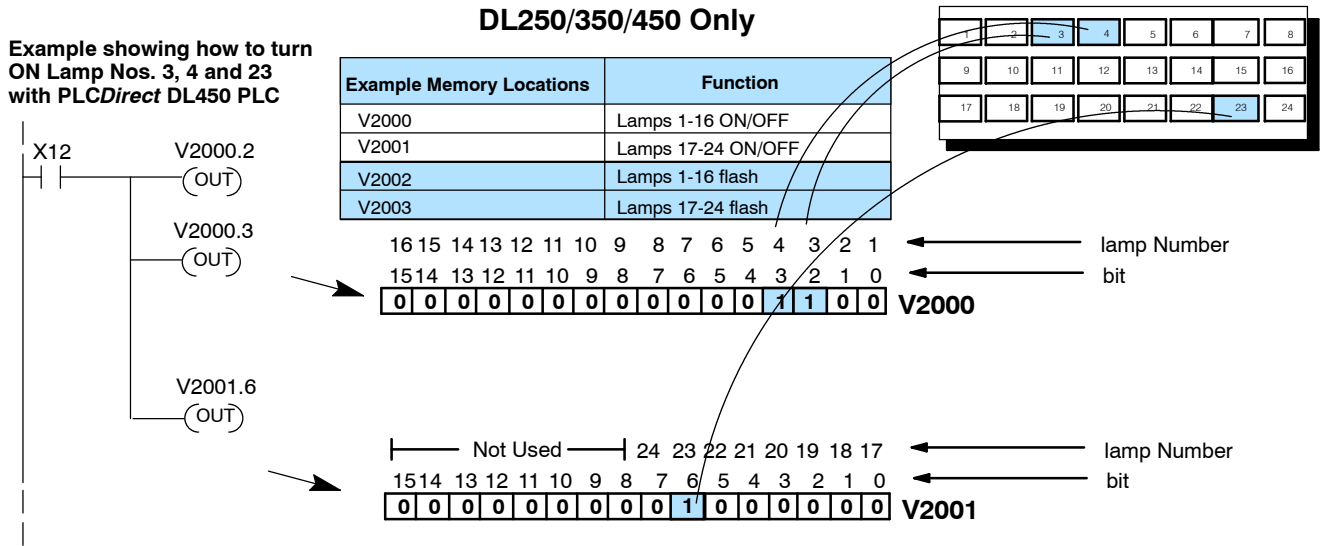 DL250/350/450 Only
Example showing how to turn
ON Lamp Nos. 3, 4 and 23
with PLCDirect DL450 PLC
1 2 3 4 5 6 7 8
9 10 11 12 13 14 15 16
17 18 19 20 21 22 23 24
Example Memory Locations Function
V2000 Lamps 1-16 ON/OFF
V2001 Lamps 17-24 ON/OFF
V2002 Lamps 1-16 flash
V2003 Lamps 17-24 flash
X12 V2000.2
OUT
V2000.3
OUT
V2001.6
OUT
16 15 14 13 12 11 10 9 8 7 6 5 4 3 2 1 lamp Number
15 14 13 12 11 10 9 8 7 6 5 4 3 2 1 0 bit
0 0 0 0 0 0 0 0 0 0 0 0 1 1 0 0 V2000
Not Used 24 23 22 21 20 19 18 17 lamp Number
15 14 13 12 11 10 9 8 7 6 5 4 3 2 1 0 bit
0 0 0 0 0 0 0 0 0 1 0 0 0 0 0 0 V2001